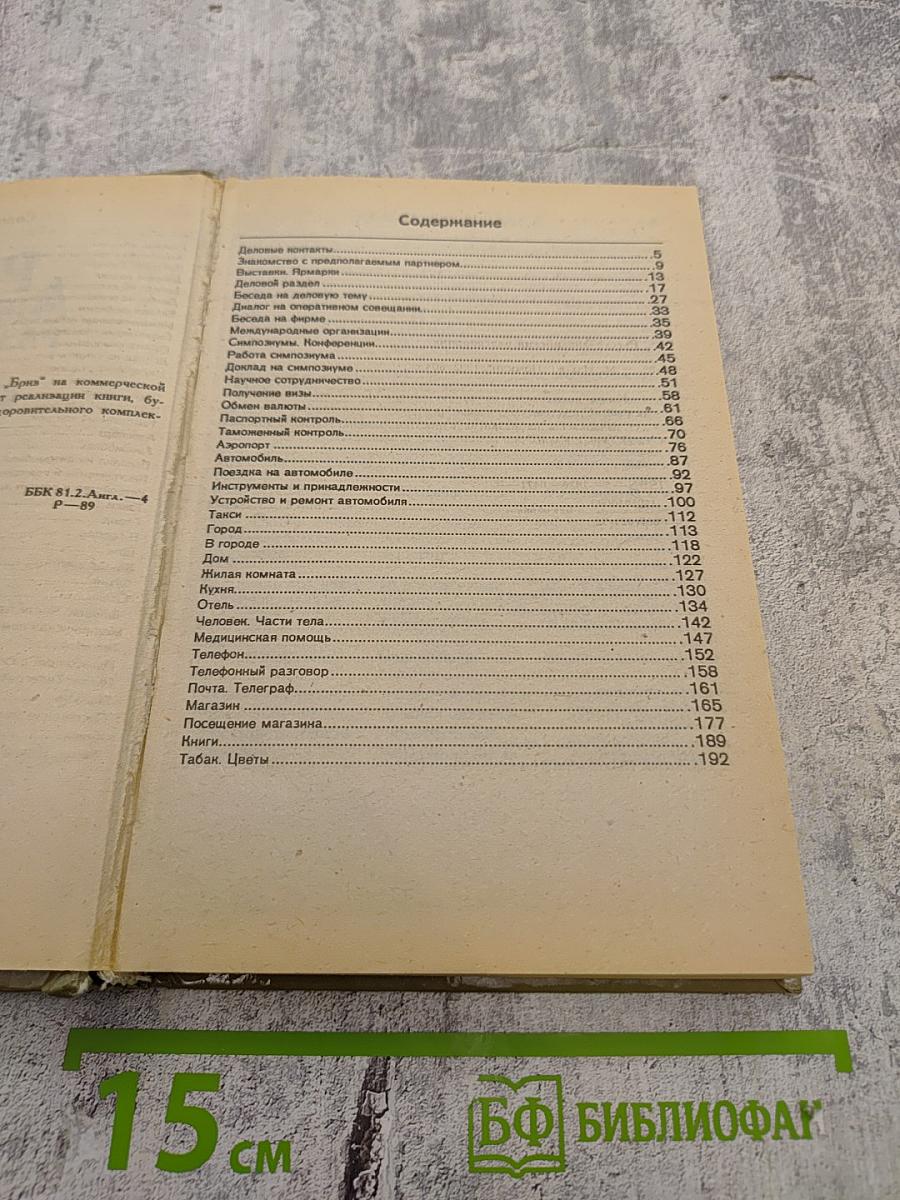 „Брив" на коммерческой
т реализации книги, бу-
доровительного комплек-
ББК 81.2.Англ.—4
Р—89
Содержание
Деловые контакты.....5
Знакомство с предполагаемым партнером.....9
Выставки. Ярмарки.....13
Деловой раздел.....17
Беседа на деловую тему.....27
Диалог на оперативном совещании.....33
Беседа на фирме.....35
Международные организации.....39
Симпозиумы. Конференции.....42
Работа симпозиума.....45
Доклад на симпозиуме.....48
Научное сотрудничество.....51
Получение визы.....58
Обмен валюты.....61
Паспортный контроль.....66
Таможенный контроль.....70
Аэропорт.....76
Автомобиль.....87
Поездка на автомобиле.....92
Инструменты и принадлежности.....97
Устройство и ремонт автомобиля.....100
Такси.....112
Город.....113
В городе.....118
Дом.....122
Жилая комната.....127
Кухня.....130
Отель.....134
Человек. Части тела.....142
Медицинская помощь.....147
Телефон.....152
Телефонный разговор.....158
Почта. Телеграф.....161
Магазин.....165
Посещение магазина.....177
Книги.....189
Табак. Цветы.....192
15 см
БФ БИБЛИОФАГ